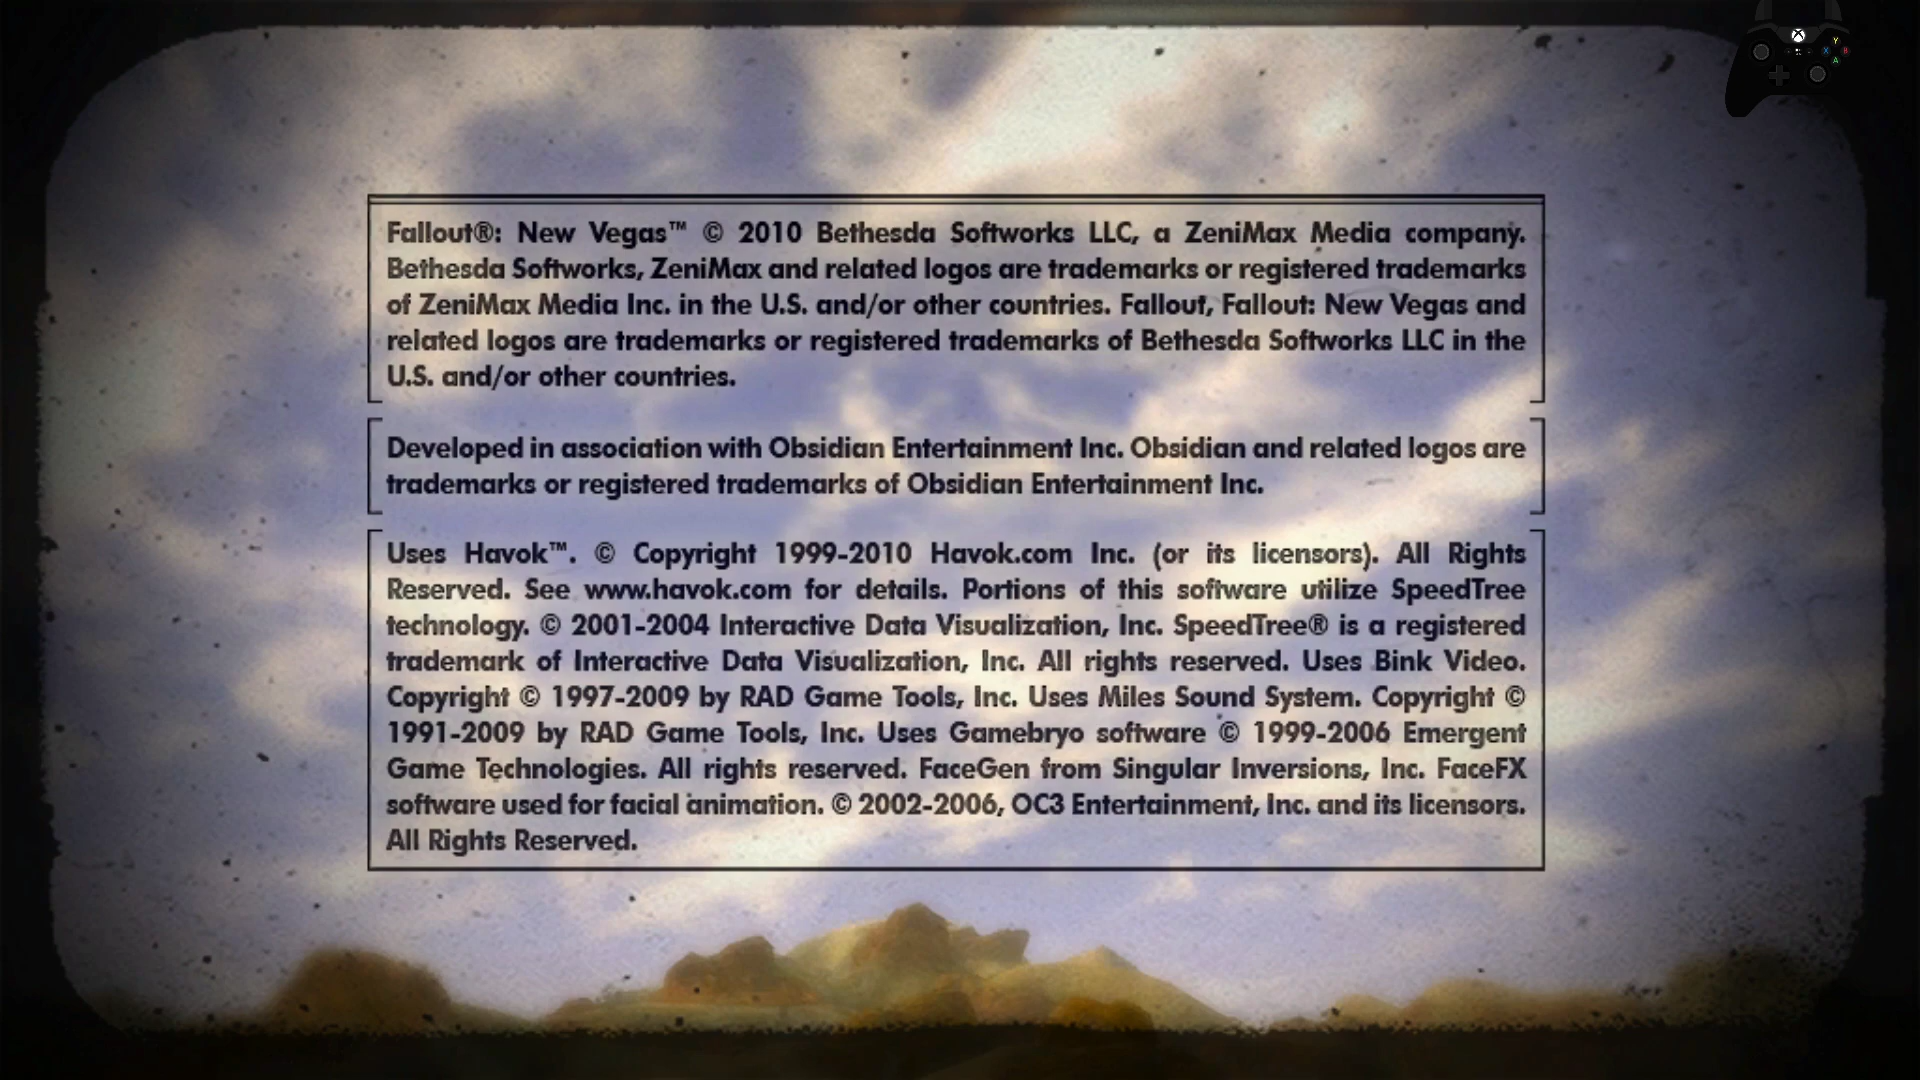 Fallout®: New Vegas™ © 2010 Bethesda Softworks LLC, a ZeniMax Media company.
Bethesda Softworks, ZeniMax and related logos are trademarks or registered trademarks
of ZeniMax Media Inc. in the U.S. and/or other countries. Fallout, Fallout: New Vegas and
related logos are trademarks or registered trademarks of Bethesda Softworks LLC in the
U.S. and/or other countries.
Developed in association with Obsidian Entertainment Inc. Obsidian and related logos are
trademarks or registered trademarks of Obsidian Entertainment Inc.
Uses Havok™. © Copyright 1999-2010 Havok.com Inc. (or its licensors). All Rights
Reserved. See www.havok.com for details. Portions of this software utilize SpeedTree
technology. © 2001-2004 Interactive Data Visualization, Inc. SpeedTree® is a registered
trademark of Interactive Data Visualization, Inc. All rights reserved. Uses Bink Video.
Copyright © 1997-2009 by RAD Game Tools, Inc. Uses Miles Sound System. Copyright ©
1991-2009 by RAD Game Tools, Inc. Uses Gamebryo software © 1999-2006 Emergent
Game Technologies. All rights reserved. FaceGen from Singular Inversions, Inc. FaceFX
software used for facial animation. © 2002-2006, OC3 Entertainment, Inc. and its licensors.
All Rights Reserved.
Y
X B
A